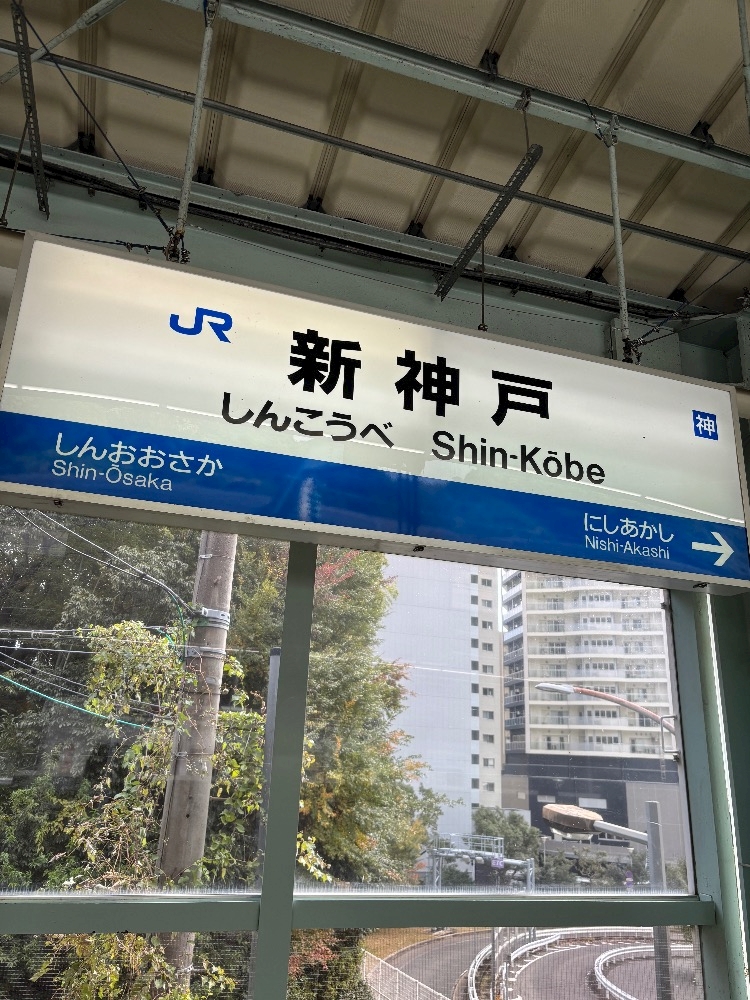 JR 新神戸
神
しんこうべ Shin-Kōbe
しんおおさか
Shin-Ōsaka
にしあかし
Nishi-Akashi →